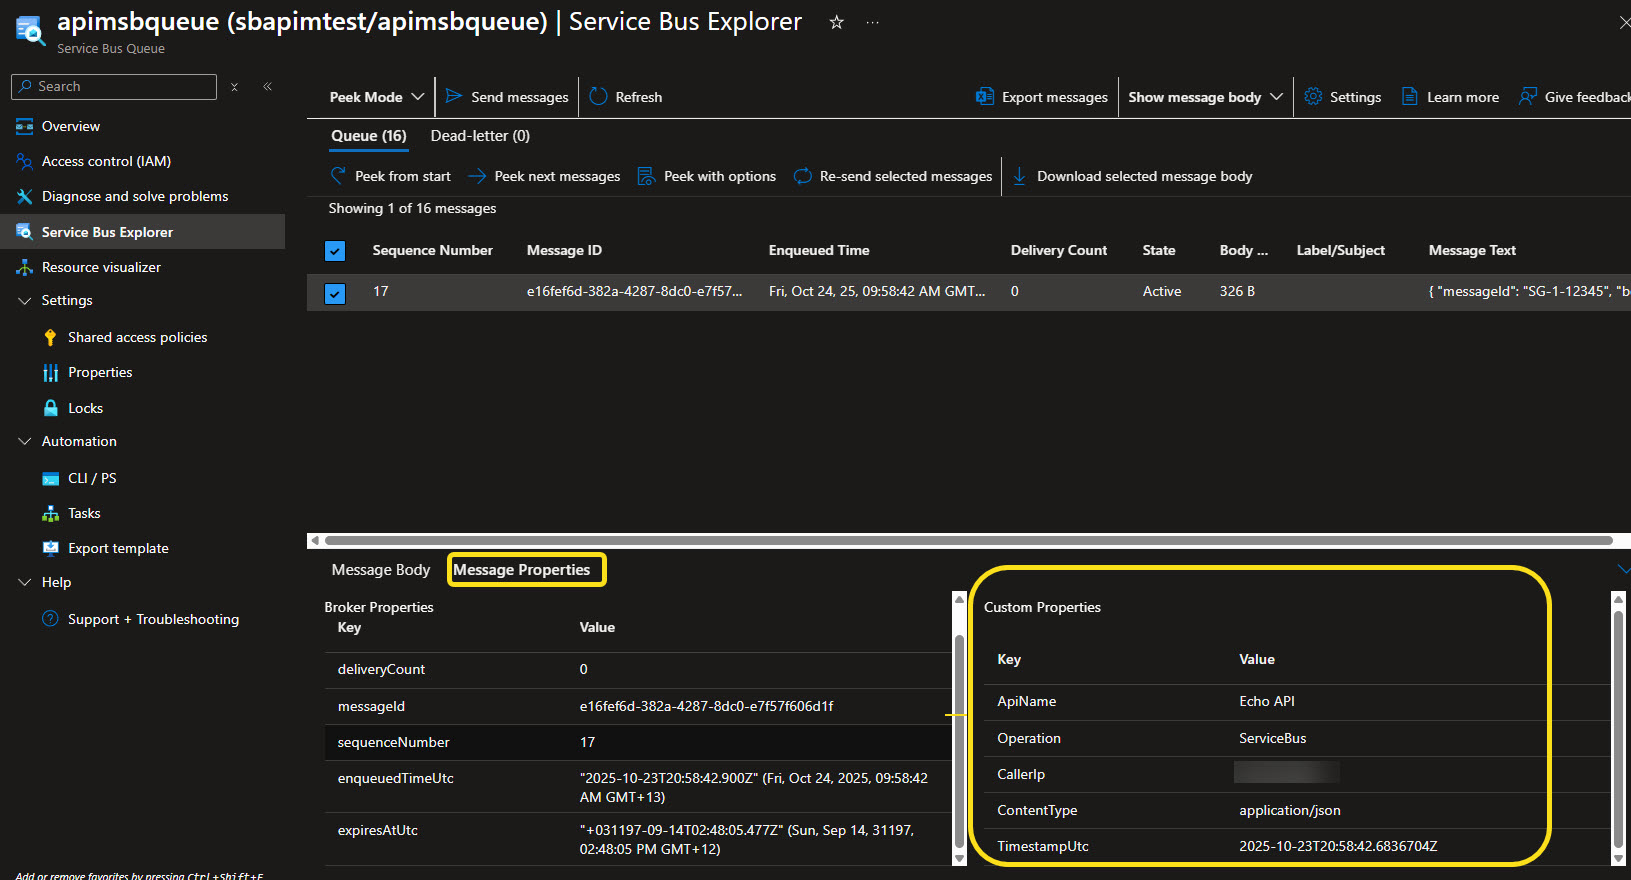 apimsbqueue (sbapimtest/apimsbqueue) | Service Bus Explorer
Service Bus Queue
Search
Overview
Access control (IAM)
Diagnose and solve problems
Service Bus Explorer
Resource visualizer
Settings
Shared access policies
Properties
Locks
Automation
CLI / PS
Tasks
Export template
Help
Support + Troubleshooting
Add or remove favorites by pressing Ctrl+Shift+F
Peek Mode Send messages Refresh Export messages Show message body Settings Learn more Give feedback
Queue (16) Dead-letter (0)
Peek from start Peek next messages Peek with options Re-send selected messages Download selected message body
Showing 1 of 16 messages
Sequence Number Message ID Enqueued Time Delivery Count State Body ... Label/Subject Message Text
17 e16fef6d-382a-4287-8dc0-e7f57... Fri, Oct 24, 25, 09:58:42 AM GMT... 0 Active 326 B { "messageId": "SG-1-12345", "b
Message Body Message Properties
Broker Properties
Key Value
deliveryCount 0
messageId e16fef6d-382a-4287-8dc0-e7f57f606d1f
sequenceNumber 17
enqueuedTimeUtc "2025-10-23T20:58:42.900Z" (Fri, Oct 24, 2025, 09:58:42
AM GMT+13)
expiresAtUtc "+031197-09-14T02:48:05.477Z" (Sun, Sep 14, 31197,
02:48:05 PM GMT+12)
Custom Properties
Key Value
ApiName Echo API
Operation ServiceBus
CallerIp
ContentType application/json
TimestampUtc 2025-10-23T20:58:42.6836704Z